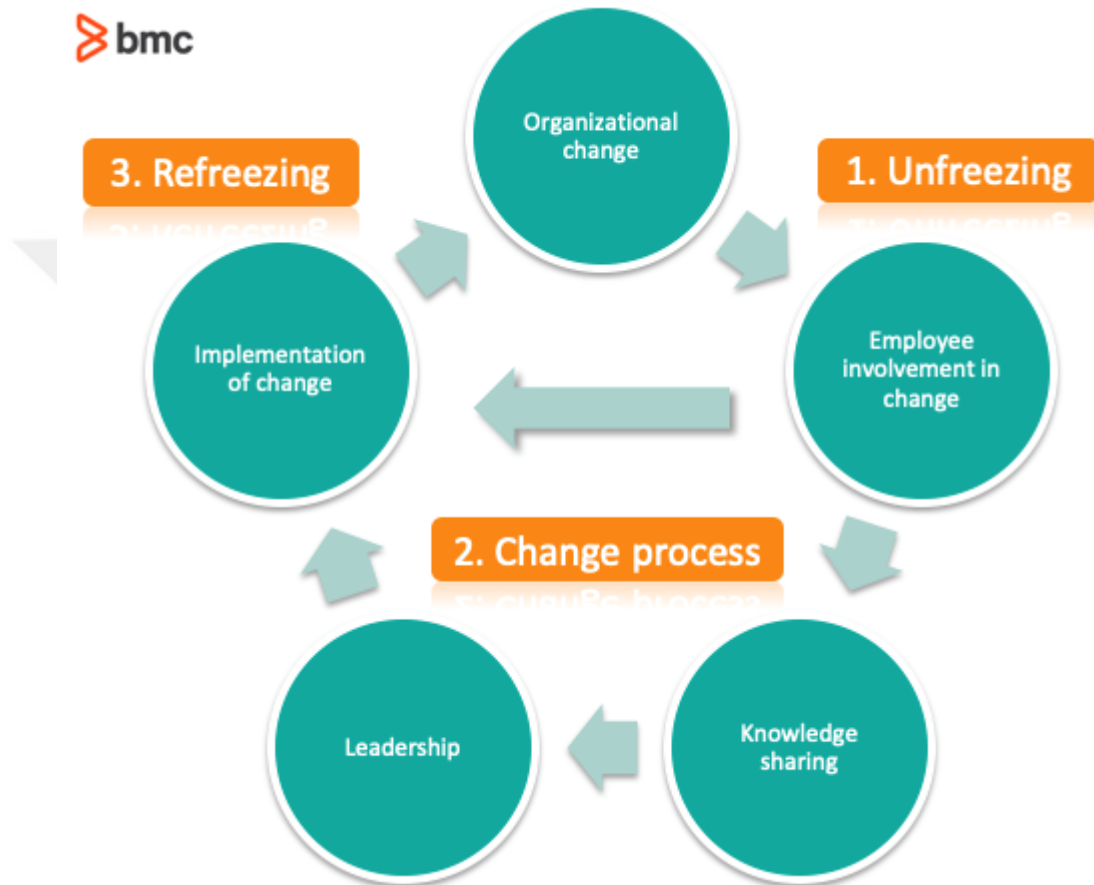 bmc
Organizational
change
3. Refreezing
1. Unfreezing
Implementation
of change
Employee
involvement in
change
2. Change process
Leadership
Knowledge
sharing